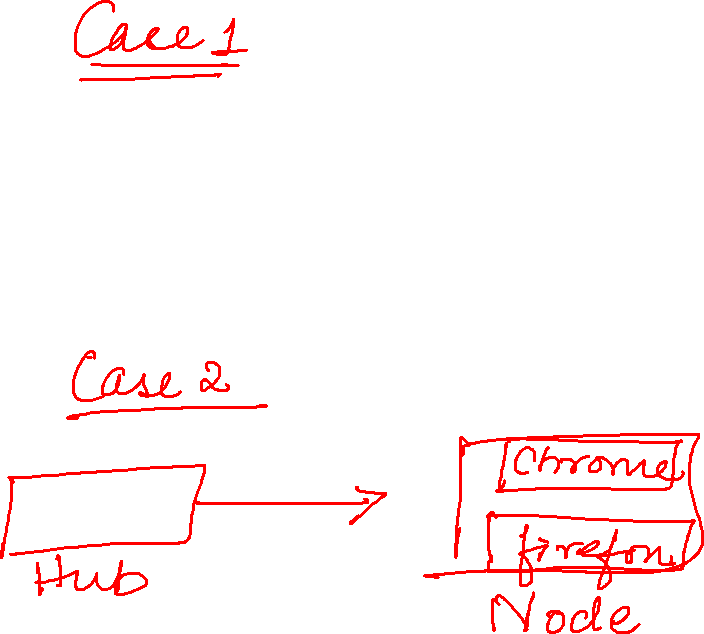 Case 1
Case 2
Chrome
firefox
Hub
Node